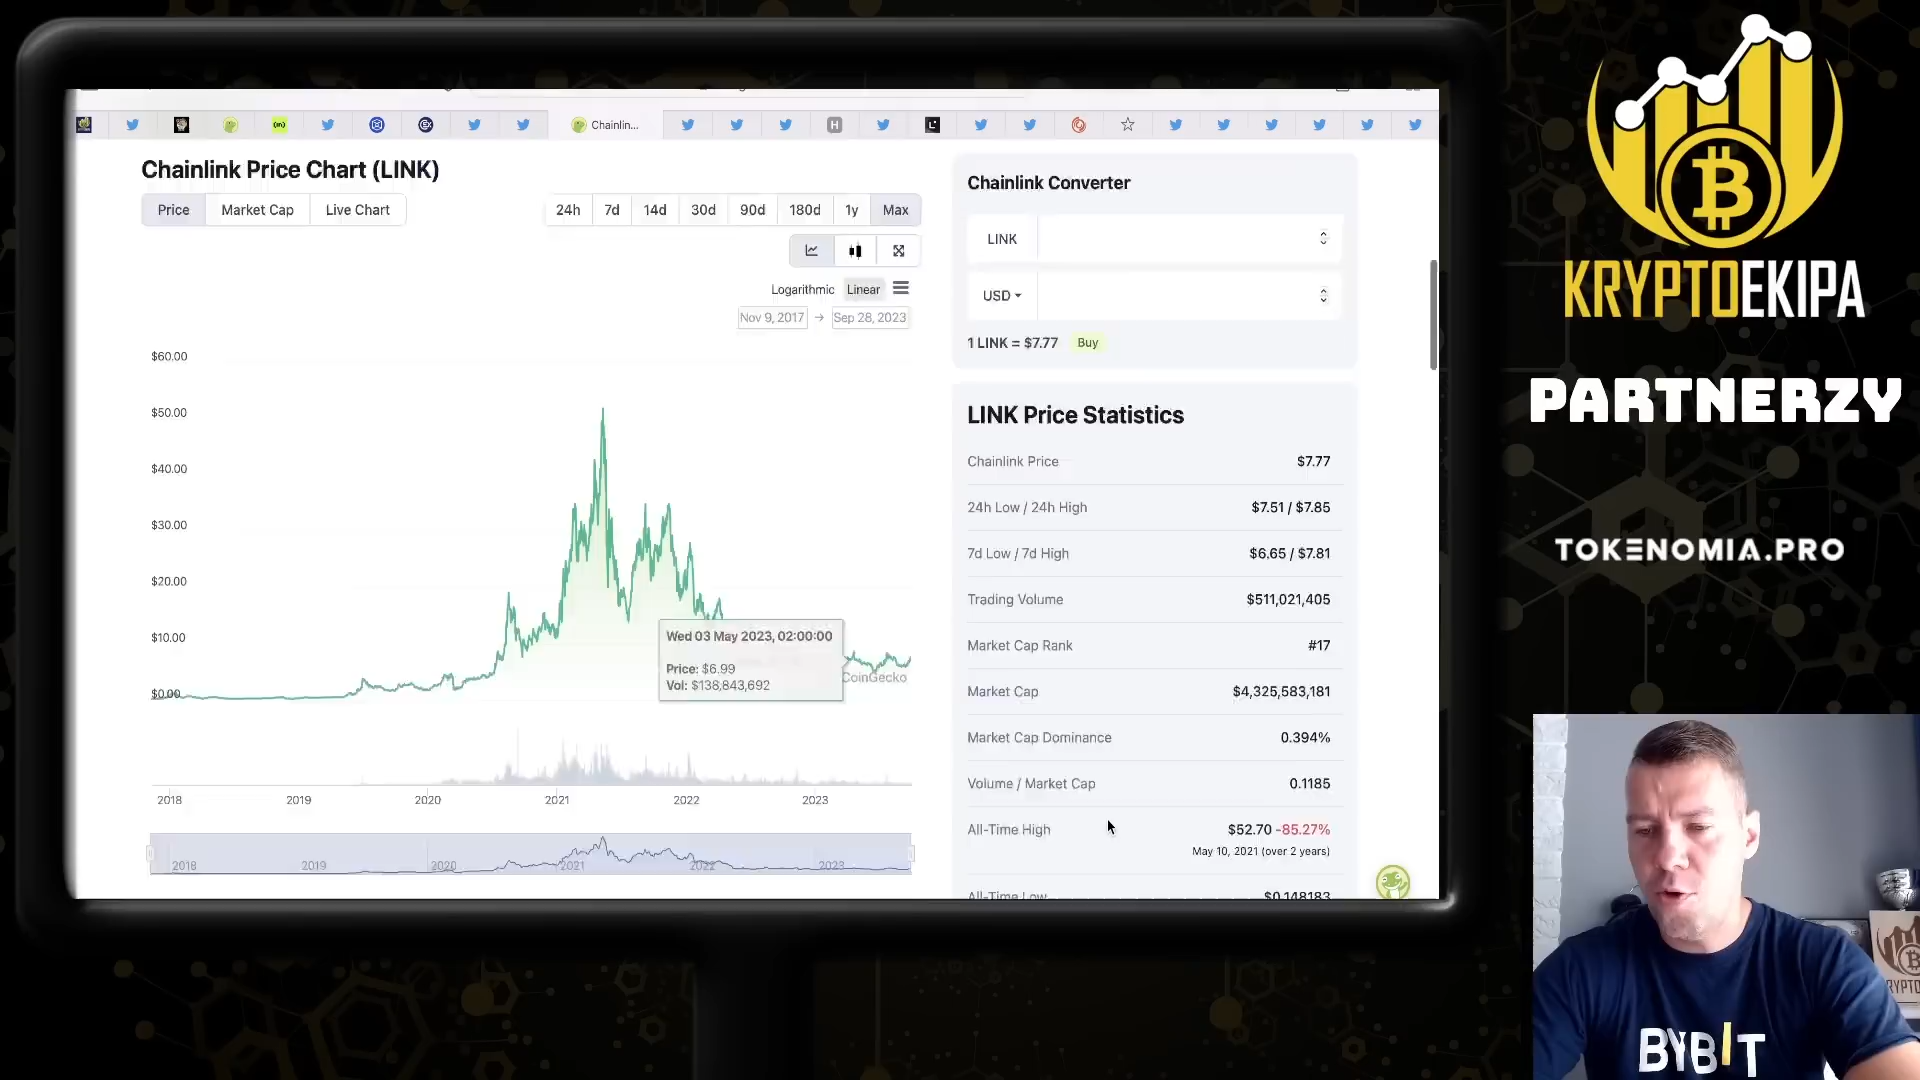 Chainlin...
Chainlink Price Chart (LINK)
Price Market Cap Live Chart
24h 7d 14d 30d 90d 180d 1y Max
Logarithmic Linear
Nov 9, 2017 → Sep 28, 2023
$60.00
$50.00
$40.00
$30.00
$20.00
$10.00
$0.00
Wed 03 May 2023, 02:00:00
Price: $6.99
Vol: $138,843,692
CoinGecko
2018 2019 2020 2021 2022 2023
2018 2019 2020 2021 2022 2023
Chainlink Converter
LINK
USD
1 LINK = $7.77 Buy
LINK Price Statistics
Chainlink Price $7.77
24h Low / 24h High $7.51 / $7.85
7d Low / 7d High $6.65 / $7.81
Trading Volume $511,021,405
Market Cap Rank #17
Market Cap $4,325,583,181
Market Cap Dominance 0.394%
Volume / Market Cap 0.1185
All-Time High $52.70 -85.27%
May 10, 2021 (over 2 years)
All-Time Low $0.148183
KRYPTOEKIPA
PARTNERZY
TOKENOMIA.PRO
BYBIT